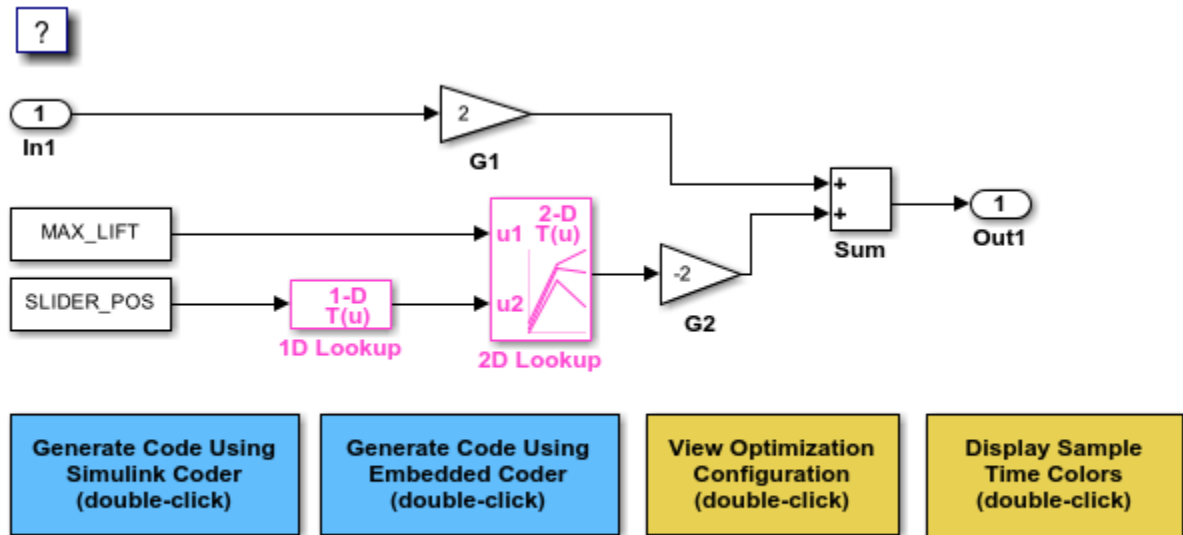 ?
1
In1
2
G1
MAX_LIFT
SLIDER_POS
1-D
T(u)
1D Lookup
2-D
T(u)
u1
u2
2D Lookup
-2
G2
+
+
Sum
1
Out1
Generate Code Using
Simulink Coder
(double-click)
Generate Code Using
Embedded Coder
(double-click)
View Optimization
Configuration
(double-click)
Display Sample
Time Colors
(double-click)